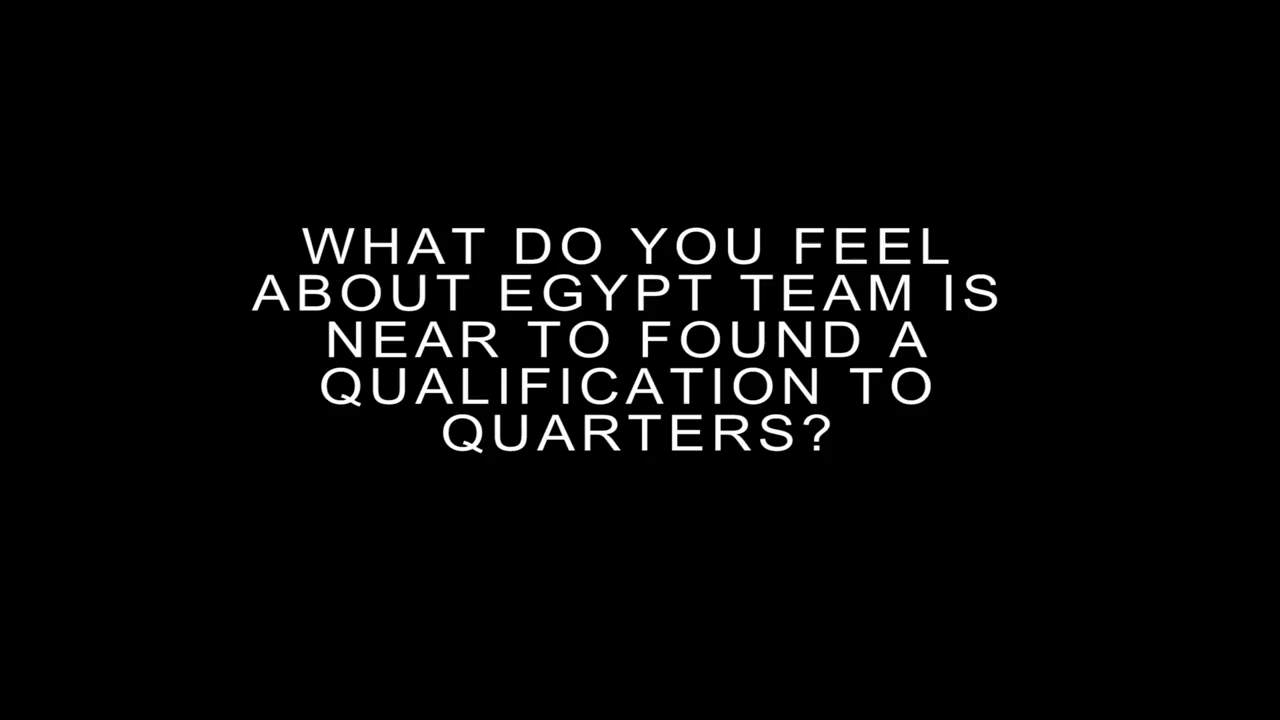 WHAT DO YOU FEEL
ABOUT EGYPT TEAM IS
NEAR TO FOUND A
QUALIFICATION TO
QUARTERS?